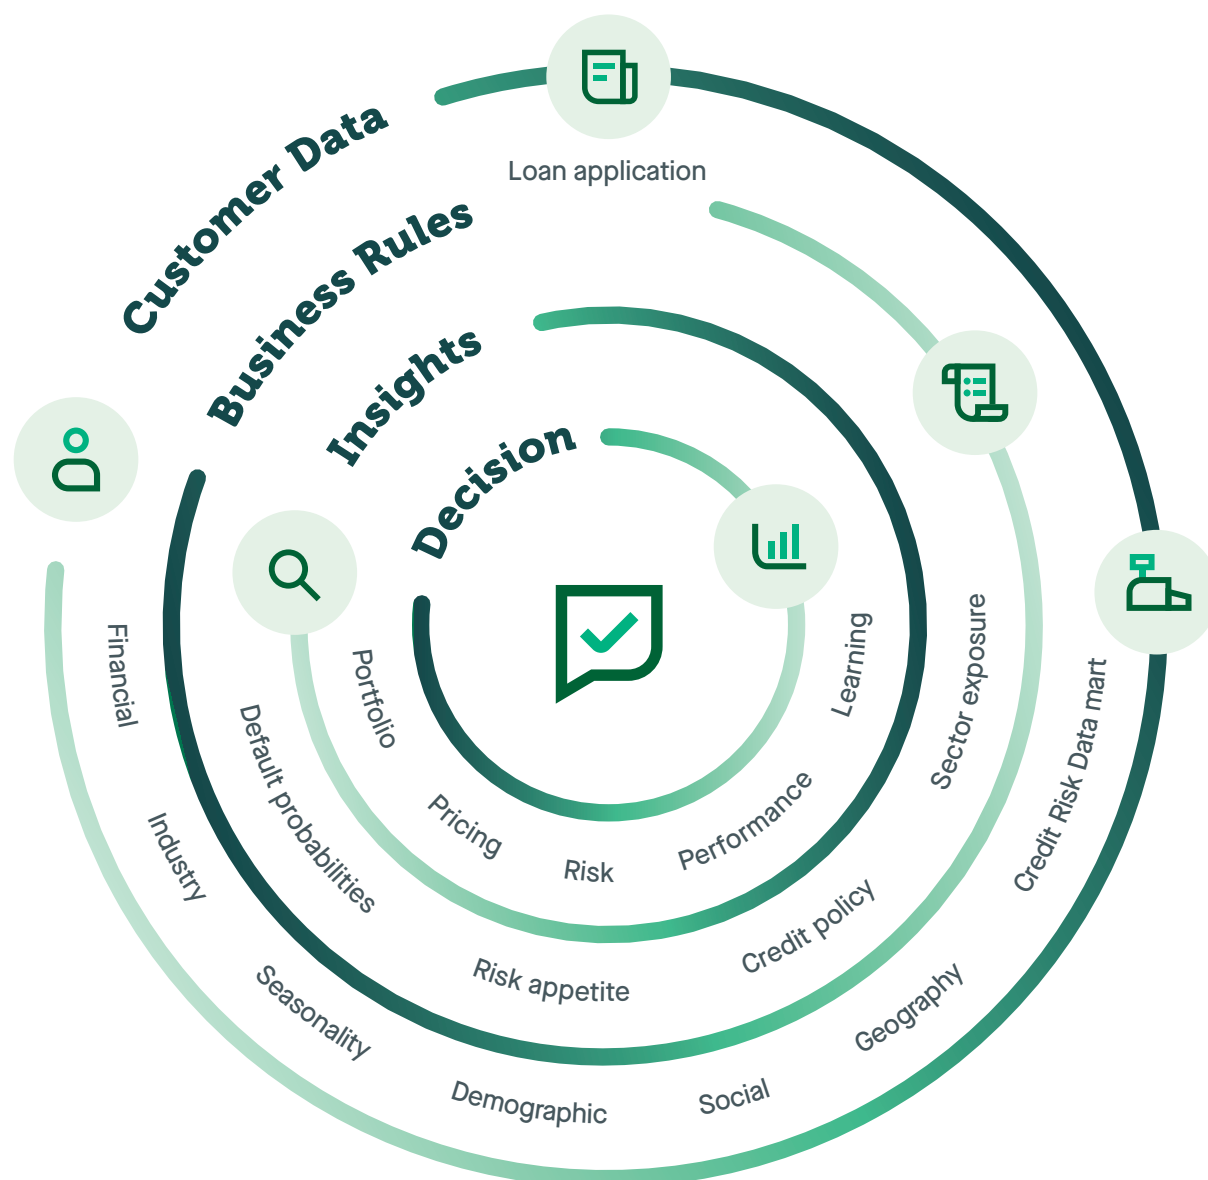 Customer Data
Loan application
Credit Risk Data mart
Geography
Social
Demographic
Seasonality
Industry
Financial
Business Rules
Sector exposure
Credit policy
Risk appetite
Default probabilities
Insights
Learning
Performance
Risk
Pricing
Portfolio
Decision